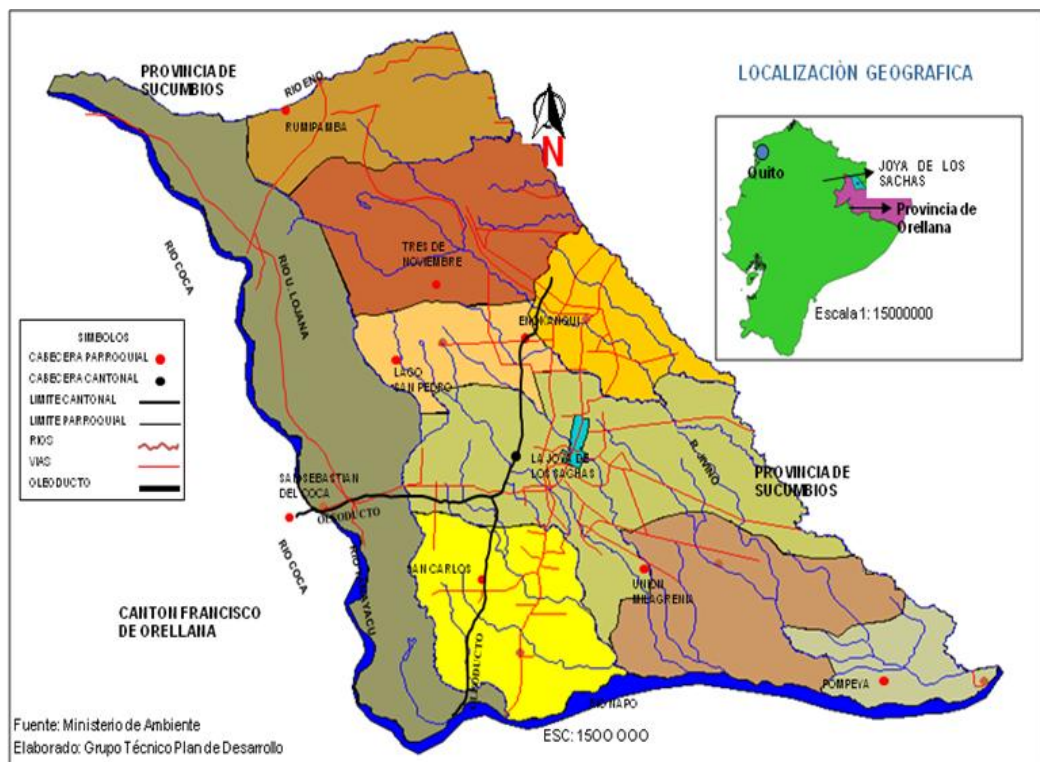 PROVINCIA DE
SUCUMBIOS
RIO ENO
RUMIPAMBA
N
LOCALIZACIÒN GEOGRAFICA
Quito
JOYA DE LOS
SACHAS
Provincia de
Orellana
Escala 1: 15000000
RIO COCA
RIO U. LOJANA
TRES DE
NOVIEMBRE
ENOKANQUI
LAGO
SAN PEDRO
SIMBOLOS
CABECERA PARROQUIAL
CABECERA CANTONAL
LIMITE CANTONAL
LIMITE PARROQUIAL
RIOS
VIAS
OLEODUCTO
LA JOYA DE
LOS SACHAS
R. JIVINO
PROVINCIA DE
SUCUMBIOS
SAN SEBASTIAN
DEL COCA
OLEODUCTO
RIO COCA
SAN CARLOS
UNION
MILAGREÑA
CANTON FRANCISCO
DE ORELLANA
OLEODUCTO
POMPEYA
RIO NAPO
ESC: 1500 000
Fuente: Ministerio de Ambiente
Elaborado: Grupo Técnico Plan de Desarrollo